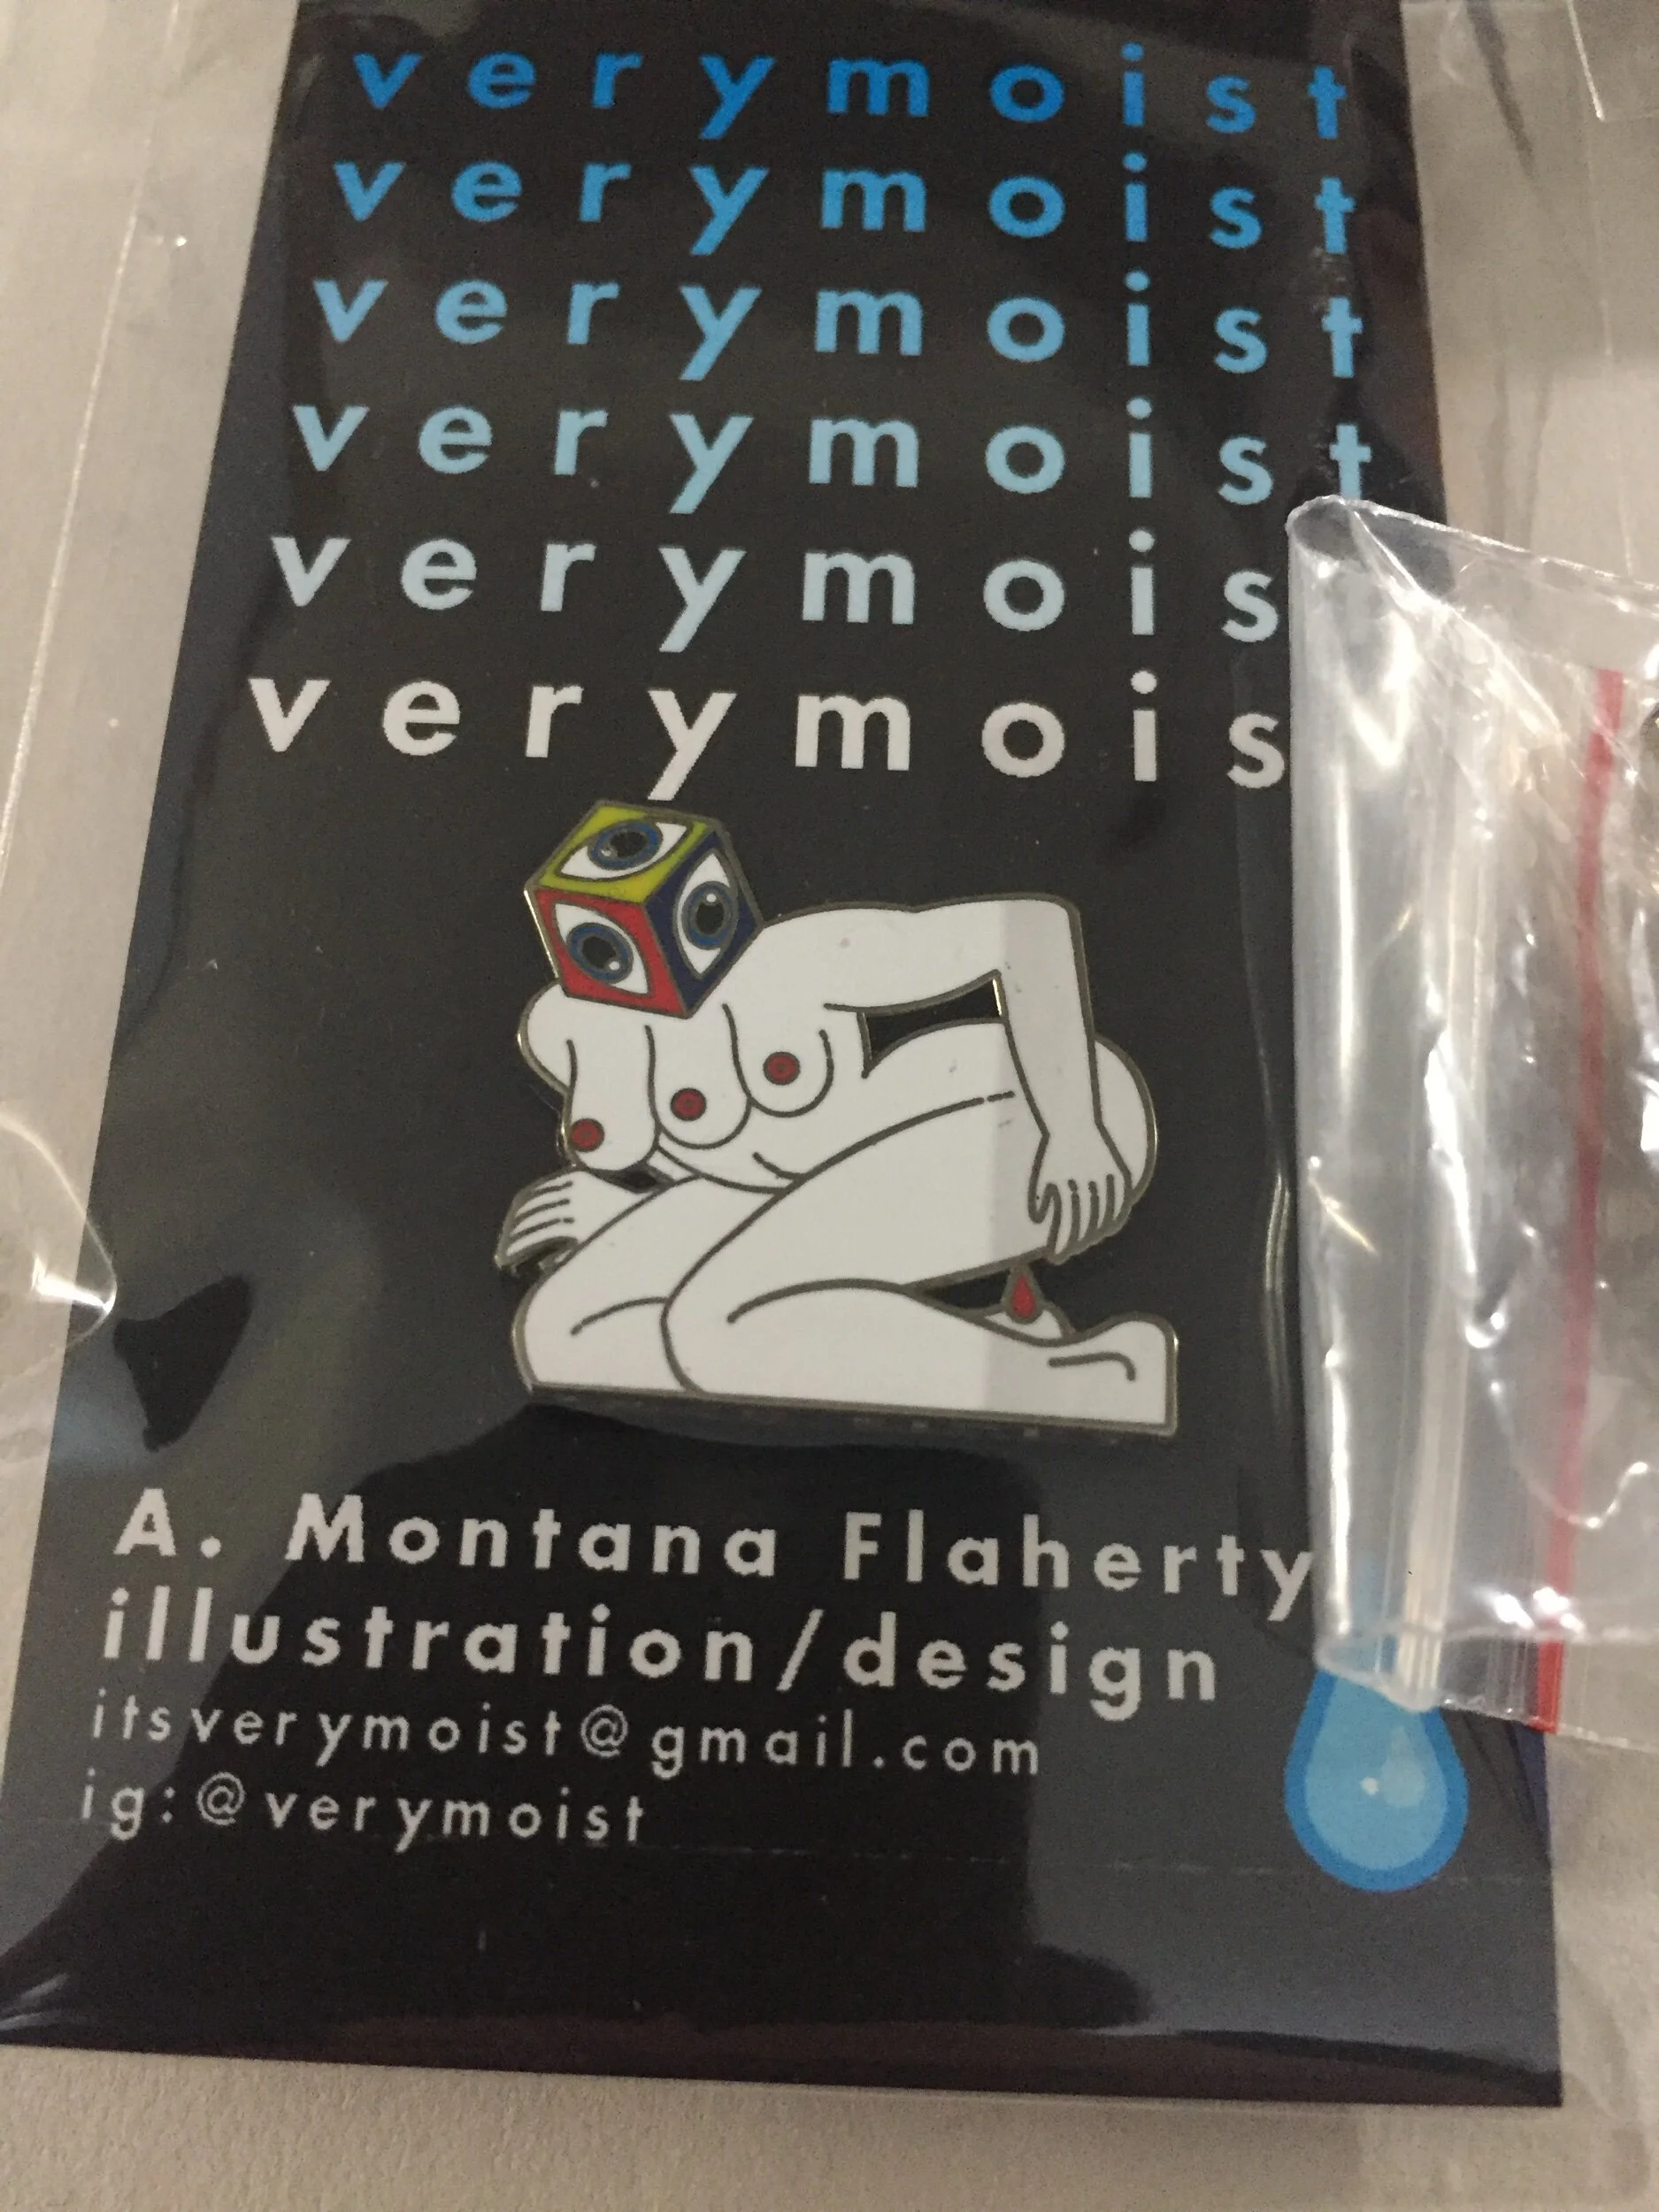 verymoist
verymoist
verymoist
verymoist
verymois
verymois
A. Montana Flaherty
illustration/design
itsverymoist@gmail.com
ig:@verymoist